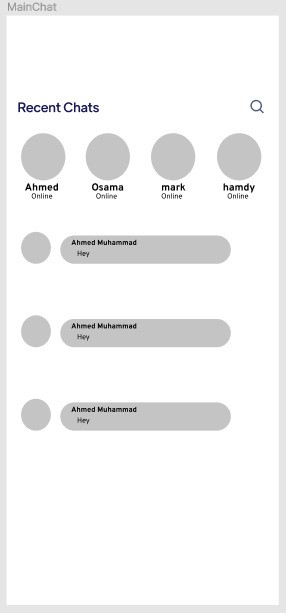 MainChat
Recent Chats
Ahmed Osama mark hamdy
Online Online Online Online
Ahmed Muhammad
Hey
Ahmed Muhammad
Hey
Ahmed Muhammad
Hey